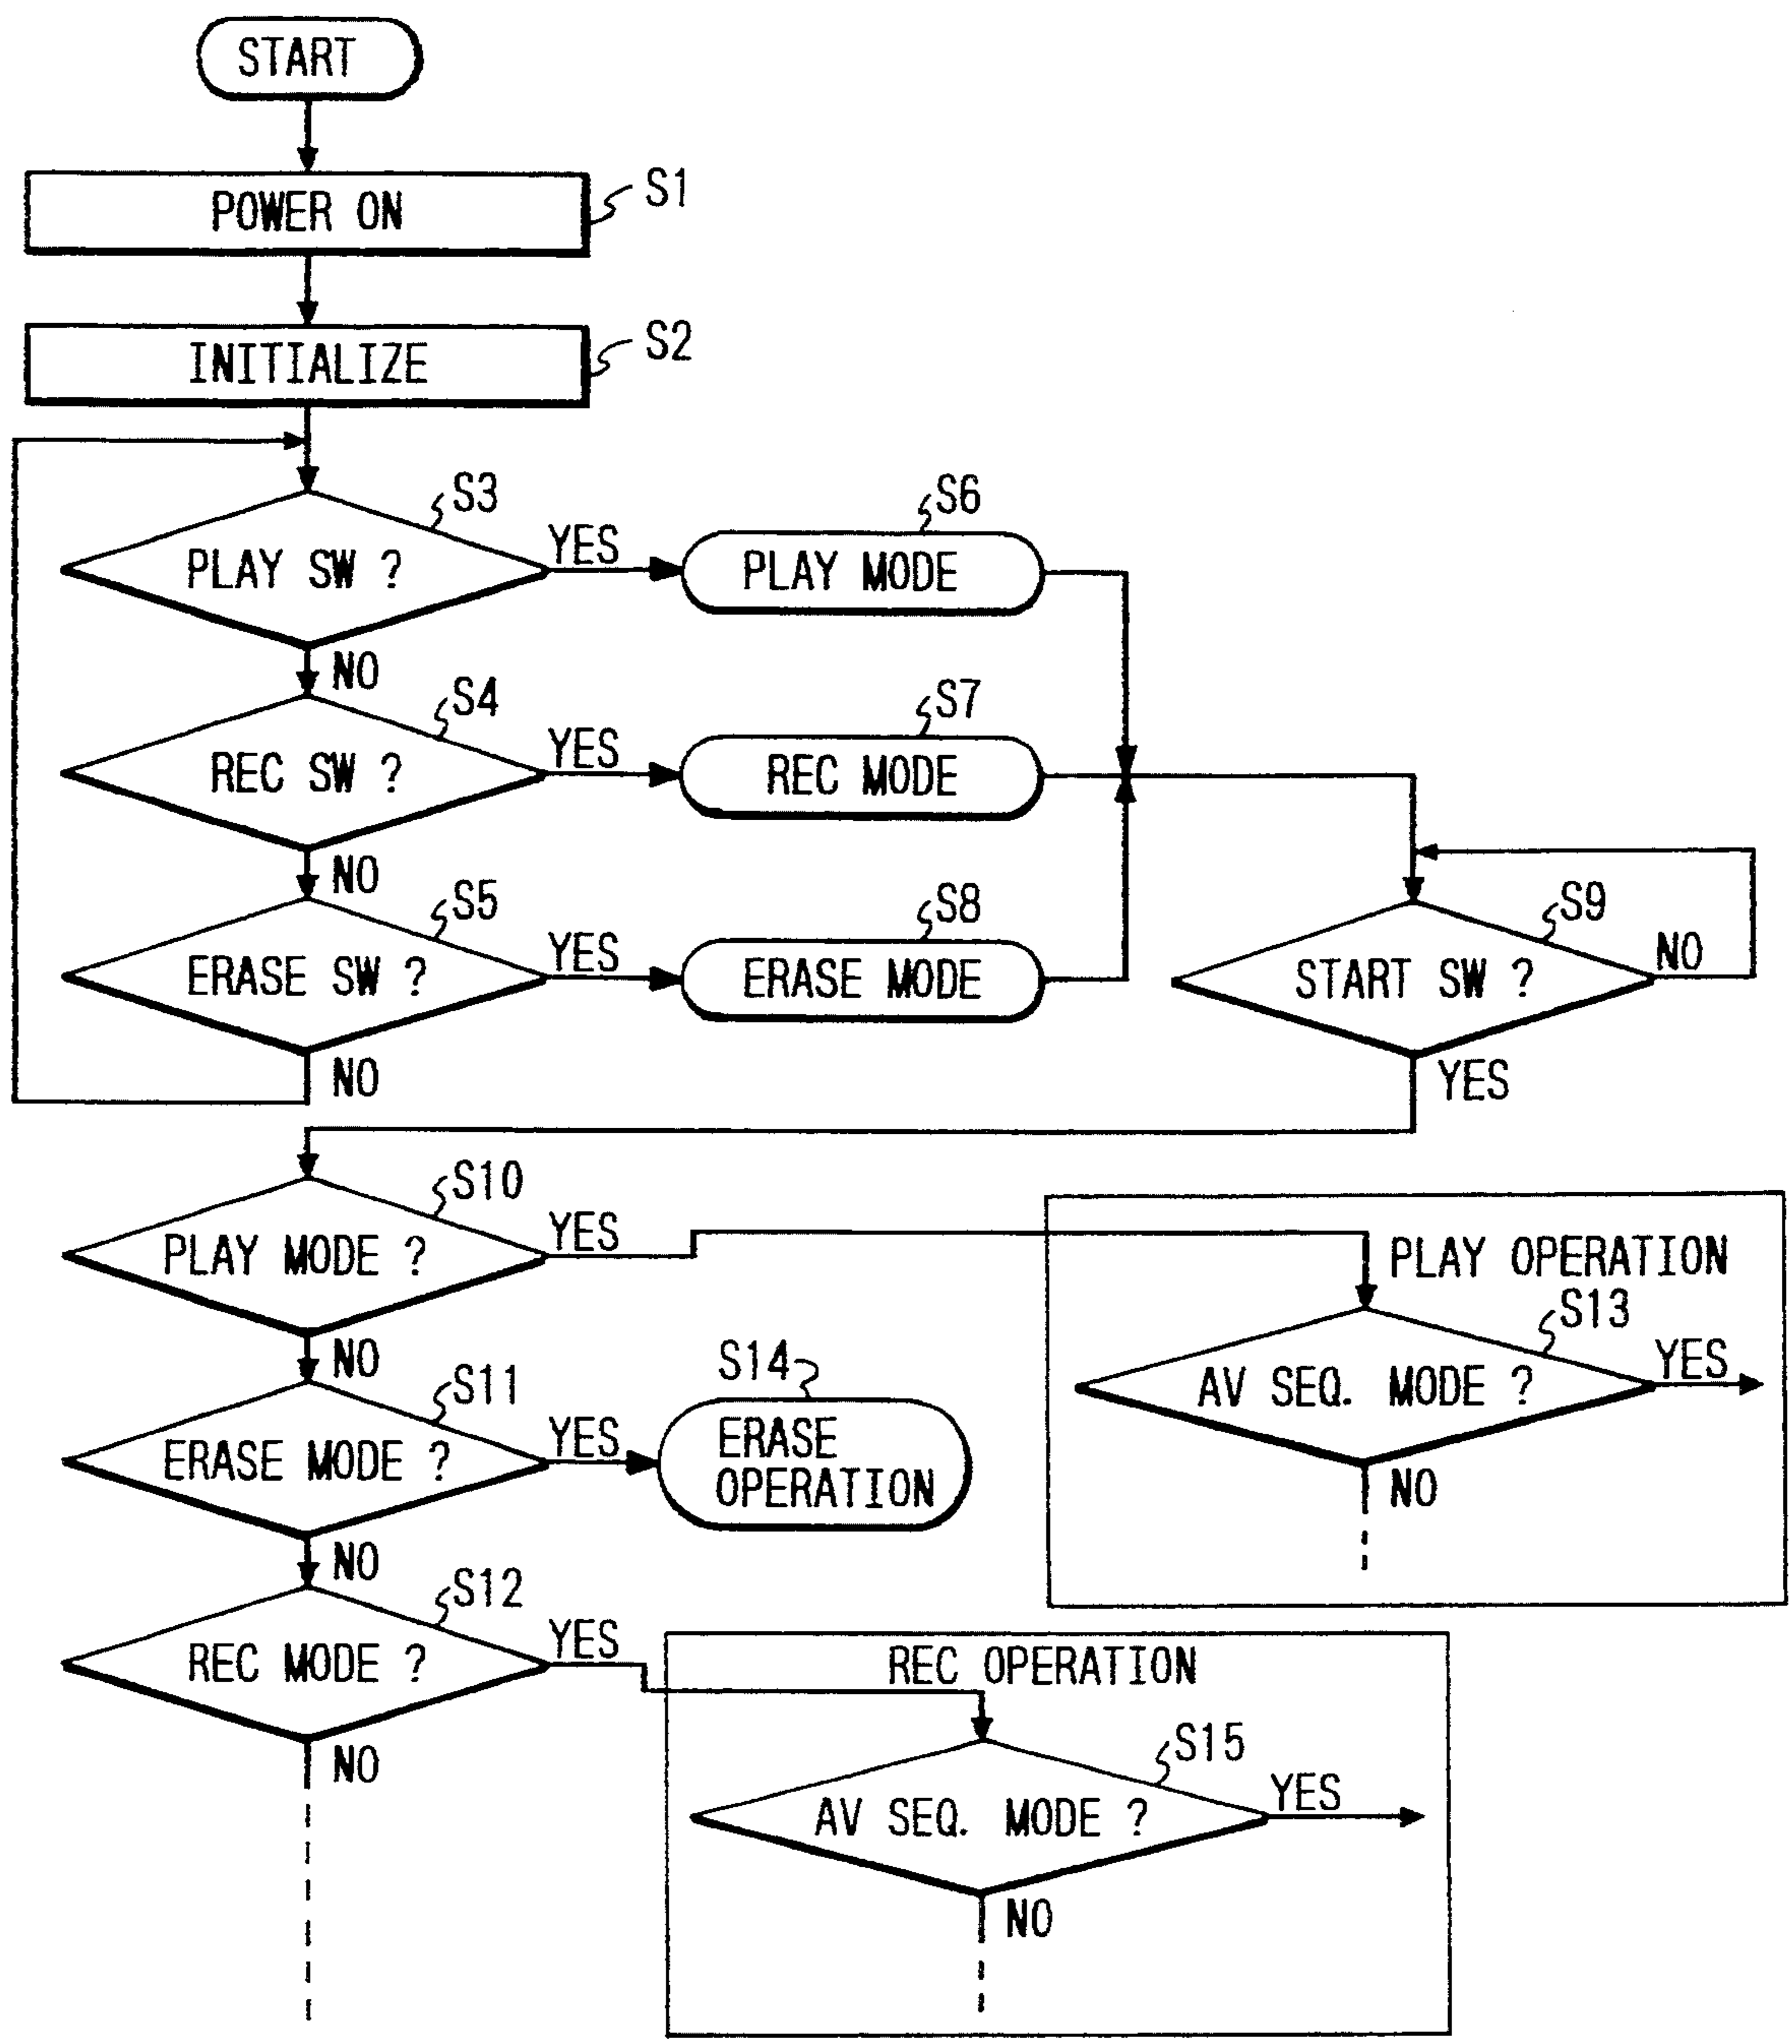 START
POWER ON
S1
INITIALIZE
S2
S3
PLAY SW ?
YES
S6
PLAY MODE
NO
S4
REC SW ?
YES
S7
REC MODE
NO
S5
ERASE SW ?
YES
S8
ERASE MODE
NO
S9
START SW ?
NO
YES
S10
PLAY MODE ?
YES
PLAY OPERATION
S13
AV SEQ. MODE ?
YES
NO
NO
S11
ERASE MODE ?
YES
S14
ERASE
OPERATION
NO
S12
REC MODE ?
YES
NO
REC OPERATION
S15
AV SEQ. MODE ?
YES
NO